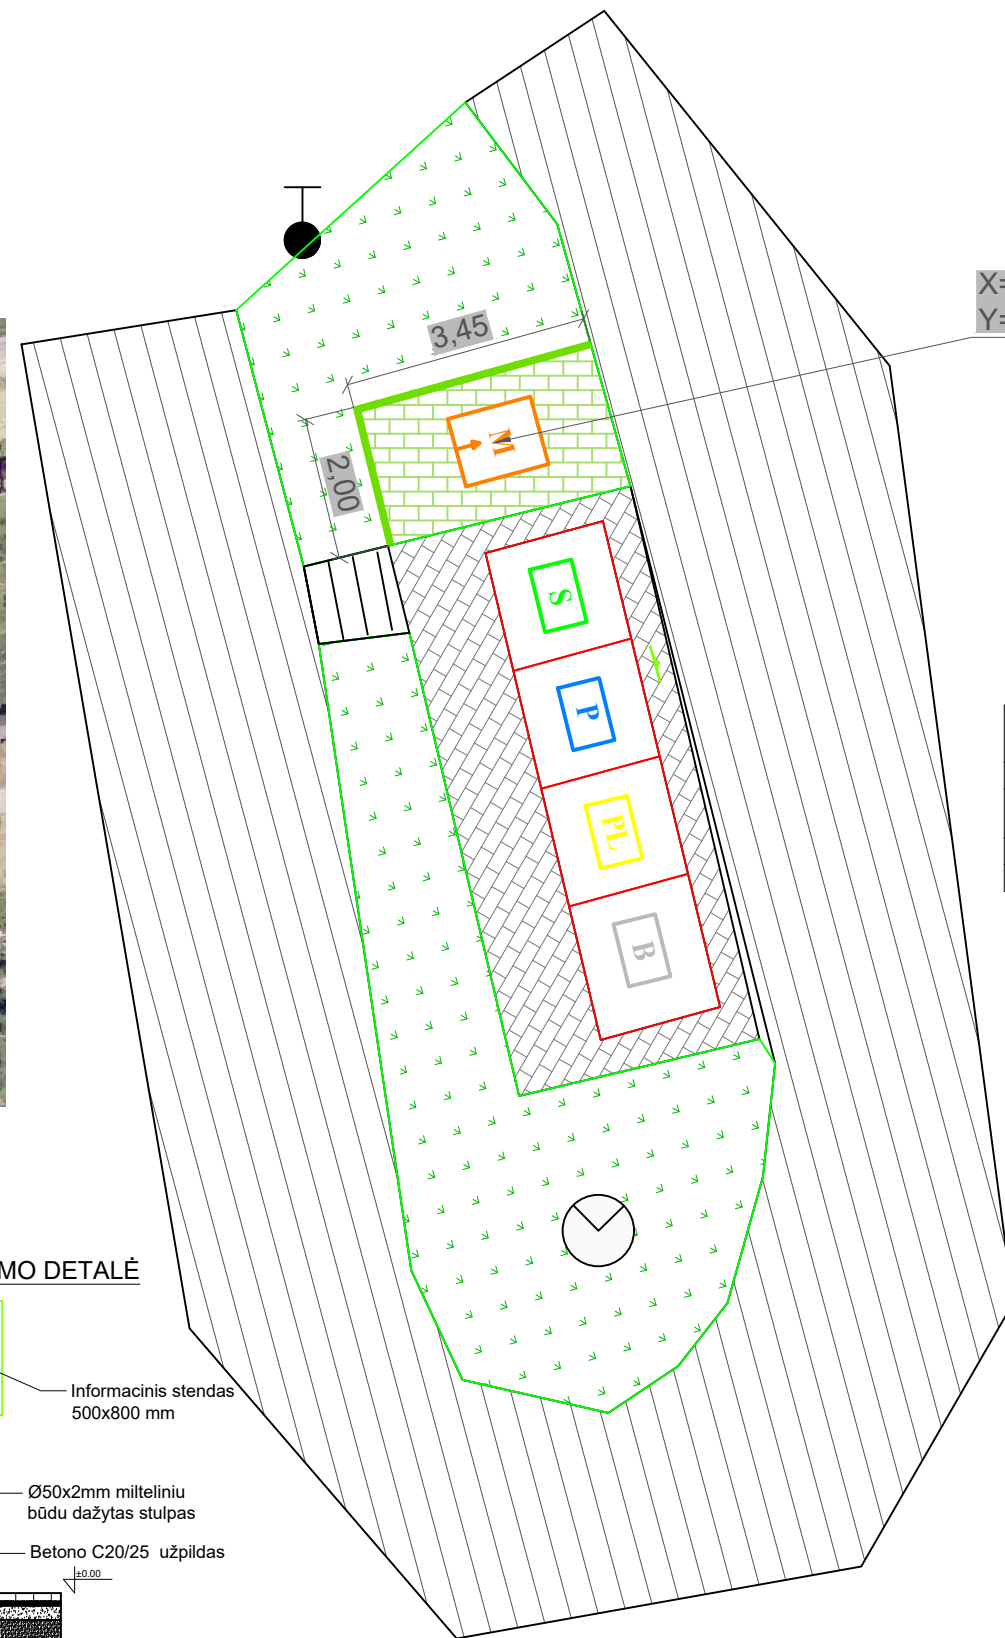 X=
Y=
3,45
2,00
M
S
P
PL
B
MO DETALĖ
Informacinis stendas
500x800 mm
Ø50x2mm milteliniu
būdu dažytas stulpas
Betono C20/25 užpildas
±0.00